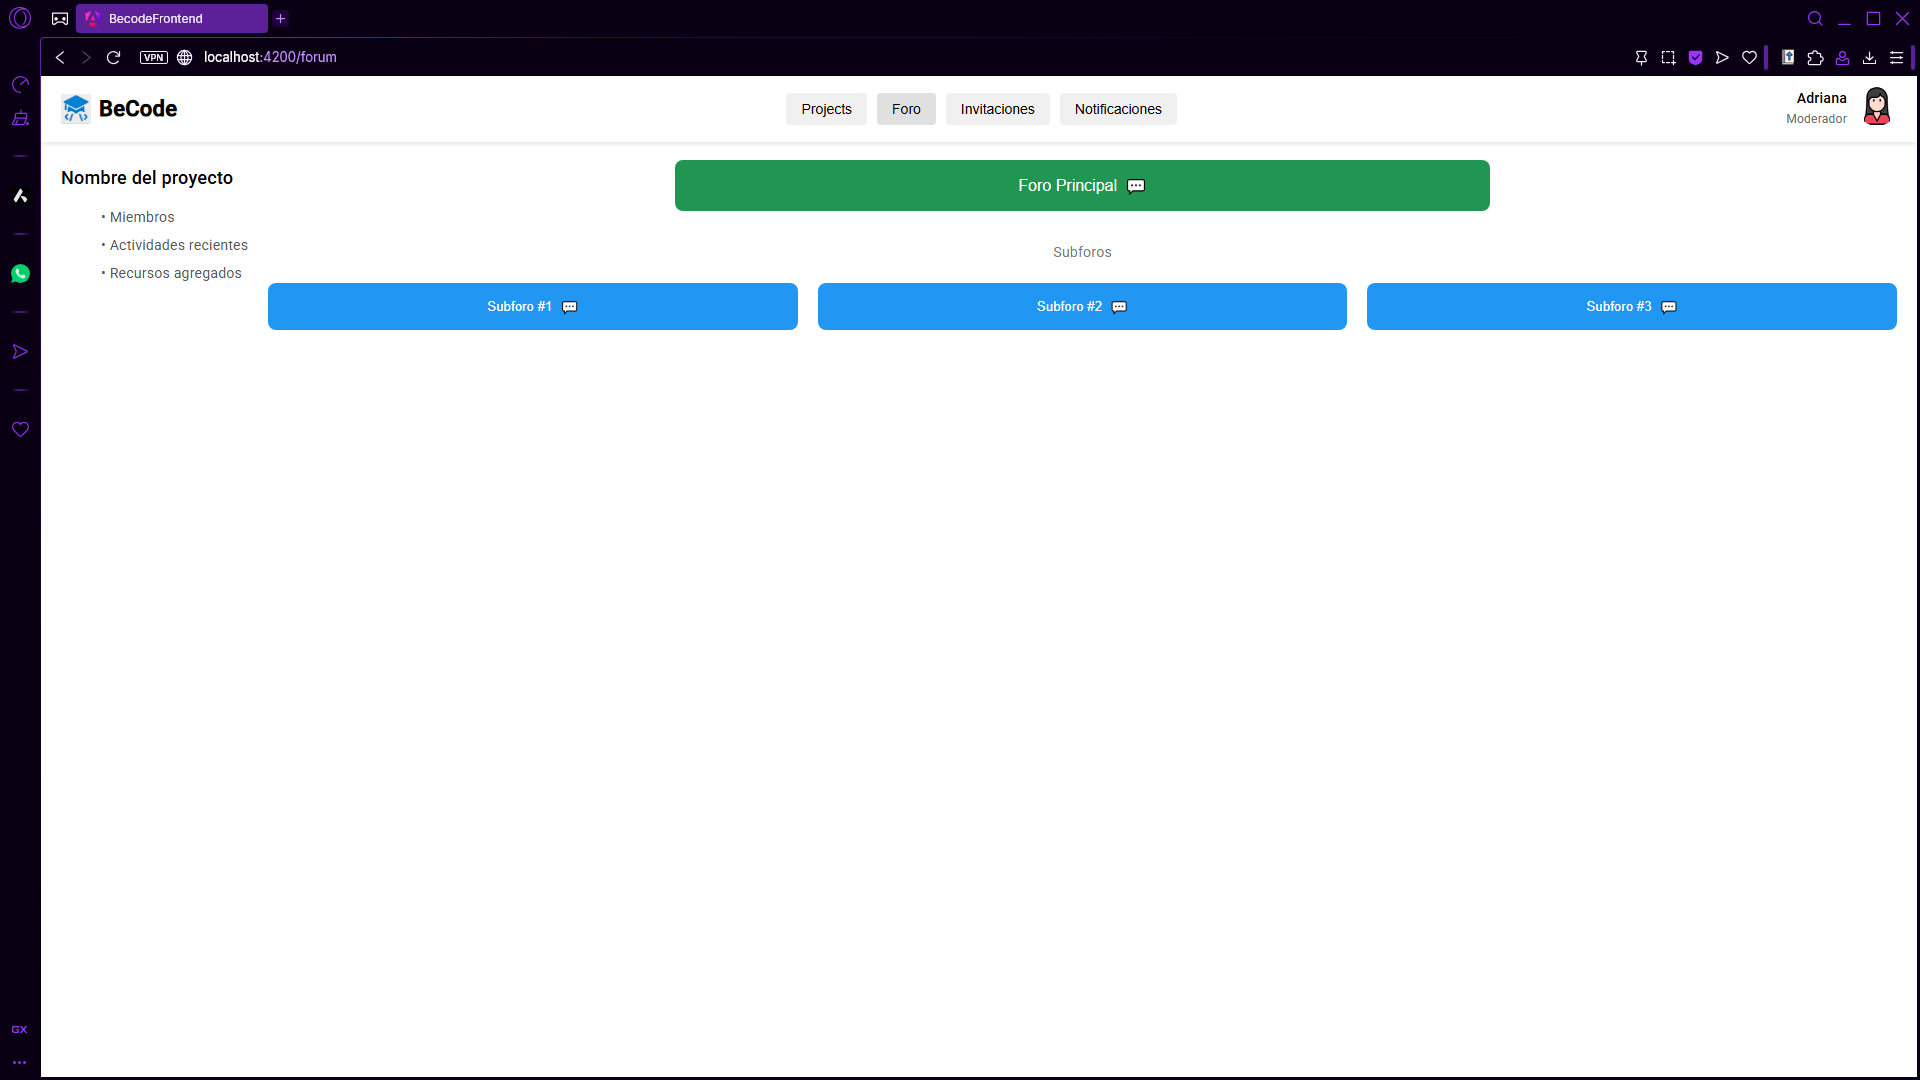 BecodeFrontend
VPN
localhost:4200/forum
BeCode
Projects
Foro
Invitaciones
Notificaciones
Adriana
Moderador
Nombre del proyecto
• Miembros
• Actividades recientes
• Recursos agregados
Foro Principal 💬
Subforos
Subforo #1 💬
Subforo #2 💬
Subforo #3 💬
GX